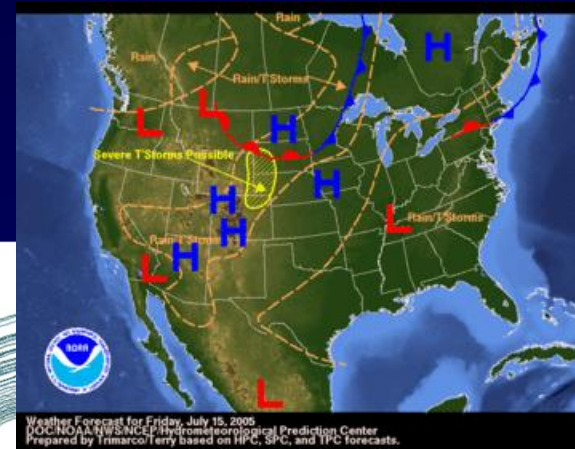 Rain
Rain
Rain/T'Storms
L
L
H
H
Severe T'Storms Possible
H
H
H
L
Rain/T'Storms
Rain/T'Storms
H
L
NOAA
L
Weather Forecast for Friday, July 15, 2005
DOC/NOAA/NWS/NCEP/Hydrometeorological Prediction Center
Prepared by Trimarco/Terry based on HPC, SPC, and TPC forecasts.